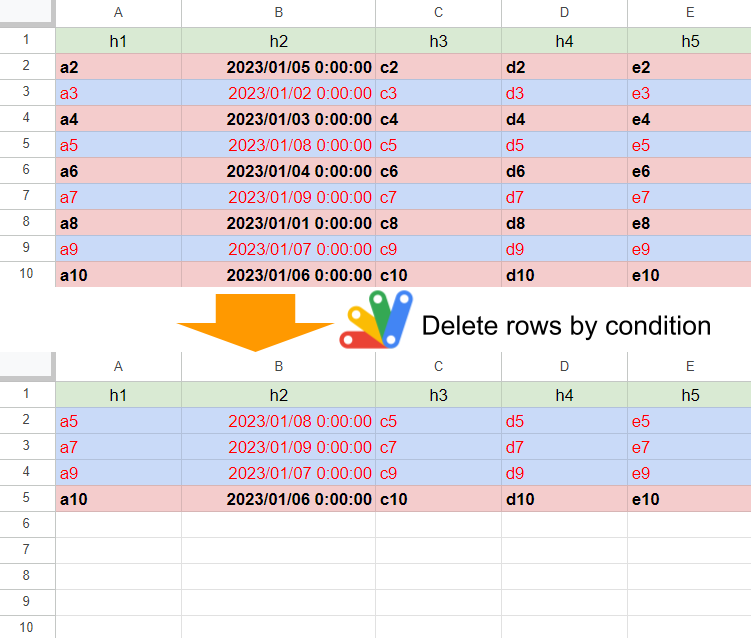 A B C D E
1 h1 h2 h3 h4 h5
2 a2 2023/01/05 0:00:00 c2 d2 e2
3 a3 2023/01/02 0:00:00 c3 d3 e3
4 a4 2023/01/03 0:00:00 c4 d4 e4
5 a5 2023/01/08 0:00:00 c5 d5 e5
6 a6 2023/01/04 0:00:00 c6 d6 e6
7 a7 2023/01/09 0:00:00 c7 d7 e7
8 a8 2023/01/01 0:00:00 c8 d8 e8
9 a9 2023/01/07 0:00:00 c9 d9 e9
10 a10 2023/01/06 0:00:00 c10 d10 e10
Delete rows by condition
A B C D E
1 h1 h2 h3 h4 h5
2 a5 2023/01/08 0:00:00 c5 d5 e5
3 a7 2023/01/09 0:00:00 c7 d7 e7
4 a9 2023/01/07 0:00:00 c9 d9 e9
5 a10 2023/01/06 0:00:00 c10 d10 e10
6
7
8
9
10